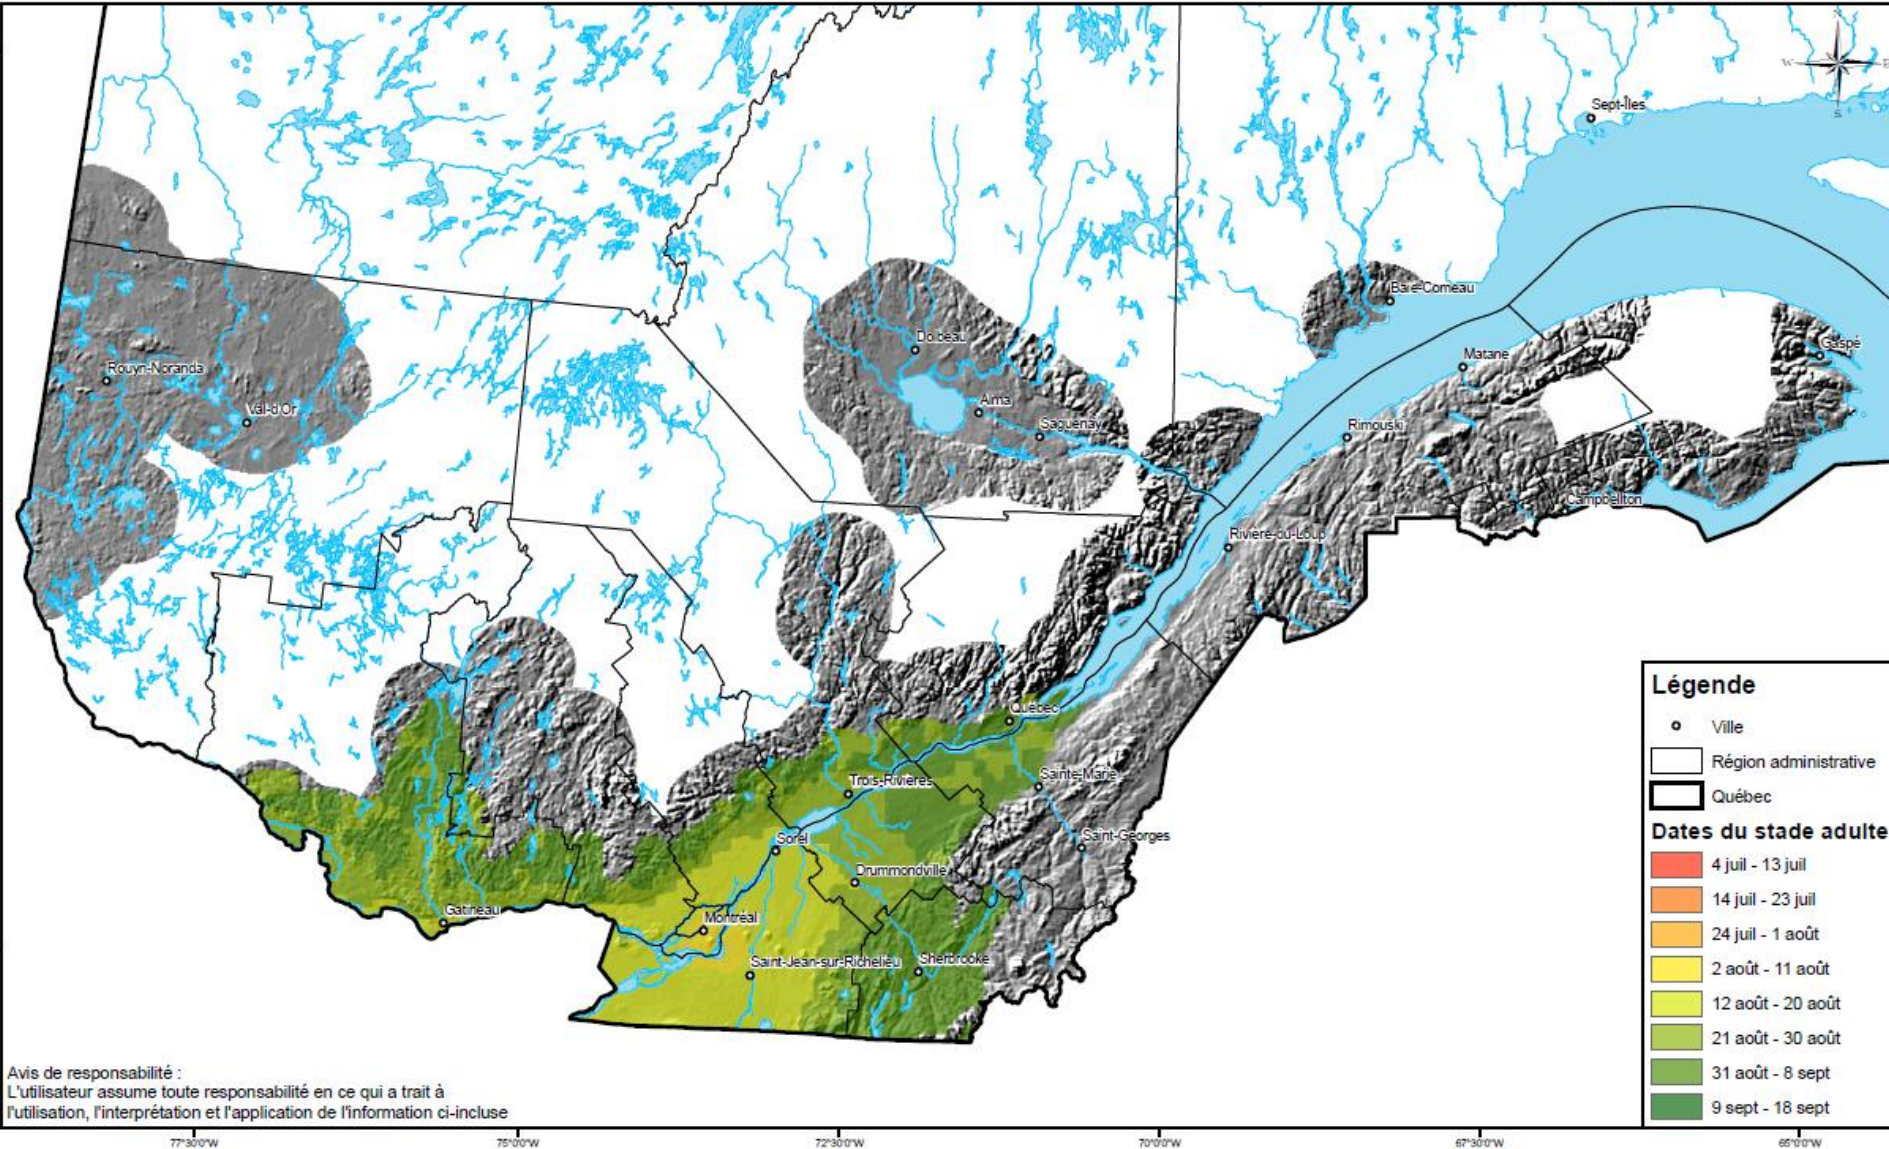 N
W
E
S
Sept-Îles
Baie-Comeau
Dolbeau
Gaspé
Matane
Rouyn-Noranda
Alma
Val-d'Or
Saguenay
Rimouski
Campbellton
Rivière-du-Loup
Québec
Sainte-Marie
Trois-Rivières
Saint-Georges
Sorel
Drummondville
Gatineau
Montréal
Saint-Jean-sur-Richelieu
Sherbrooke
Légende
Ville
Région administrative
Québec
Dates du stade adulte
4 juil - 13 juil
14 juil - 23 juil
24 juil - 1 août
2 août - 11 août
12 août - 20 août
21 août - 30 août
31 août - 8 sept
9 sept - 18 sept
Avis de responsabilité :
L'utilisateur assume toute responsabilité en ce qui a trait à
l'utilisation, l'interprétation et l'application de l'information ci-incluse
77°30'0"W
75°0'0"W
72°30'0"W
70°0'0"W
67°30'0"W
65°0'0"W